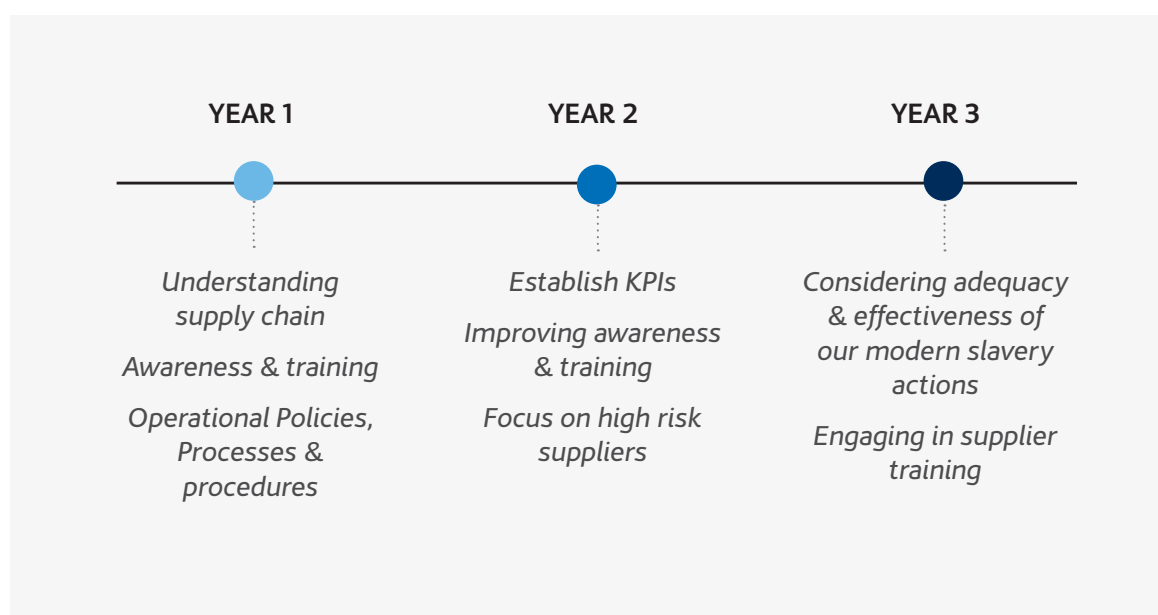 YEAR 1
Understanding
supply chain
Awareness & training
Operational Policies,
Processes &
procedures
YEAR 2
Establish KPIs
Improving awareness
& training
Focus on high risk
suppliers
YEAR 3
Considering adequacy
& effectiveness of
our modern slavery
actions
Engaging in supplier
training